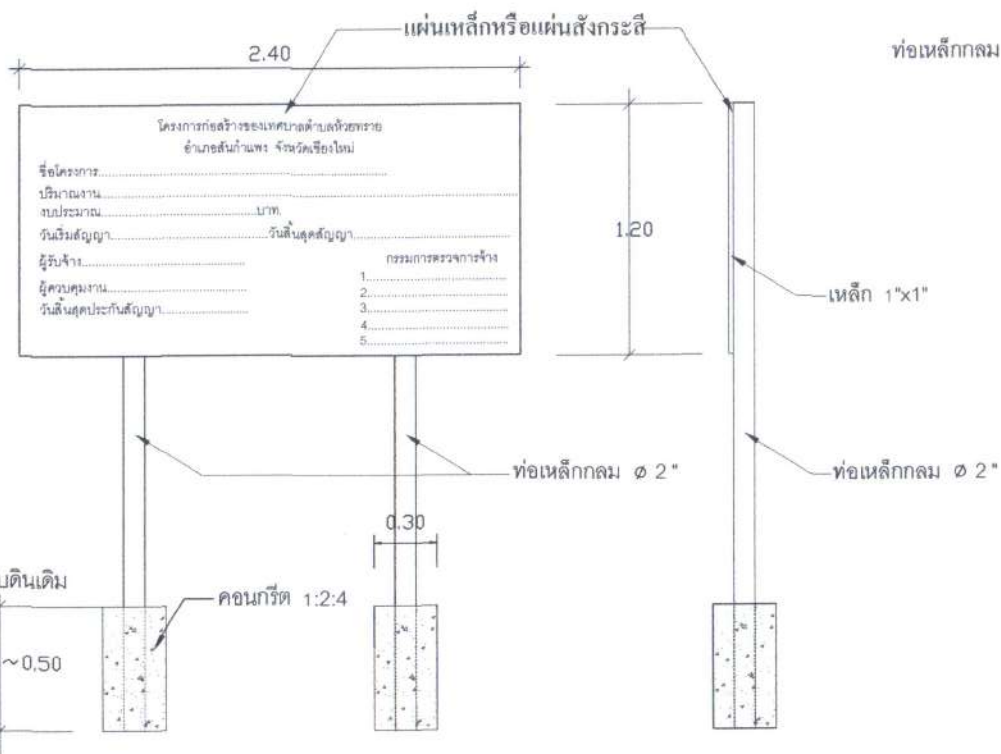 แผ่นเหล็กหรือแผ่นสังกะสี
ท่อเหล็กกลม
2.40
โครงการก่อสร้างของเทศบาลตำบลห้วยทราย
อำเภอสันกำแพง จังหวัดเชียงใหม่
ชื่อโครงการ
ปริมาณงาน
งบประมาณ บาท.
วันเริ่มสัญญา วันสิ้นสุดสัญญา
ผู้รับจ้าง
ผู้ควบคุมงาน
วันสิ้นสุดประกันสัญญา
กรรมการตรวจการจ้าง
1
2
3
4
5
1.20
เหล็ก 1"x1"
ท่อเหล็กกลม ø 2"
ท่อเหล็กกลม ø 2"
0.30
บดินเดิม
คอนกรีต 1:2:4
~0.50